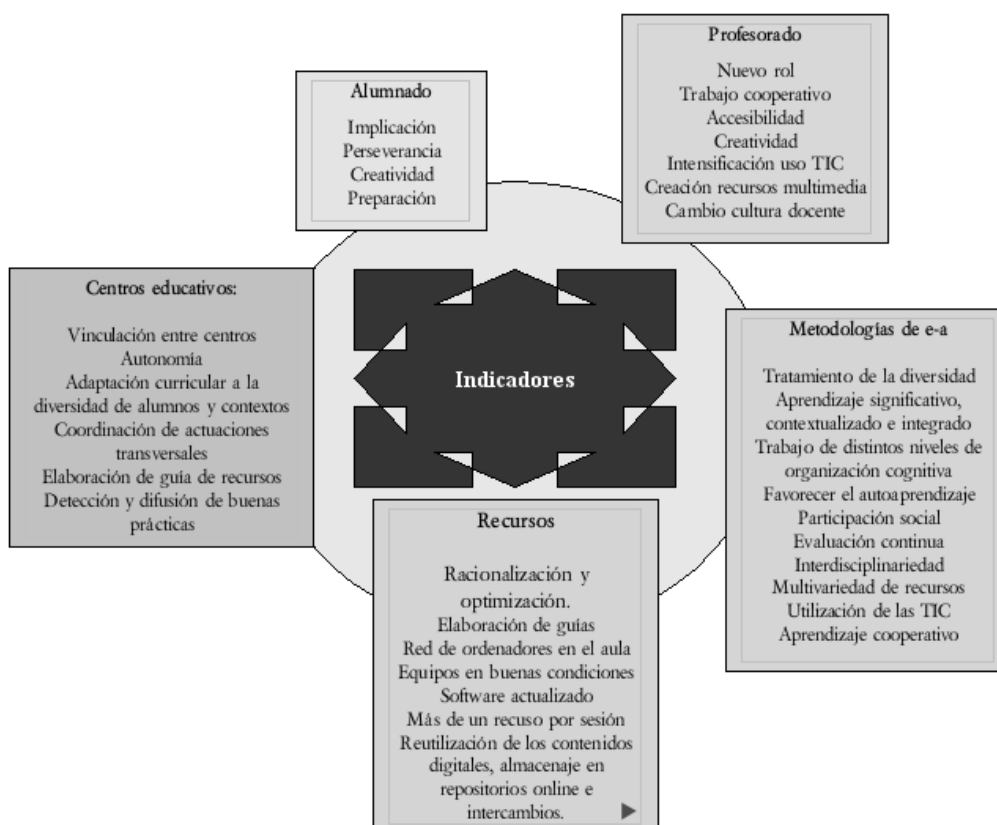 Profesorado
Nuevo rol
Trabajo cooperativo
Accesibilidad
Creatividad
Intensificación uso TIC
Creación recursos multimedia
Cambio cultura docente
Alumnado
Implicación
Perseverancia
Creatividad
Preparación
Centros educativos:
Vinculación entre centros
Autonomía
Adaptación curricular a la
diversidad de alumnos y contextos
Coordinación de actuaciones
transversales
Elaboración de guía de recursos
Detección y difusión de buenas
prácticas
Indicadores
Metodologías de e-a
Tratamiento de la diversidad
Aprendizaje significativo,
contextualizado e integrado
Trabajo de distintos niveles de
organización cognitiva
Favorecer el autoaprendizaje
Participación social
Evaluación continua
Interdisciplinariedad
Multivariedad de recursos
Utilización de las TIC
Aprendizaje cooperativo
Recursos
Racionalización y
optimización.
Elaboración de guías
Red de ordenadores en el aula
Equipos en buenas condiciones
Software actualizado
Más de un recuso por sesión
Reutilización de los contenidos
digitales, almacenaje en
repositorios online e
intercambios.